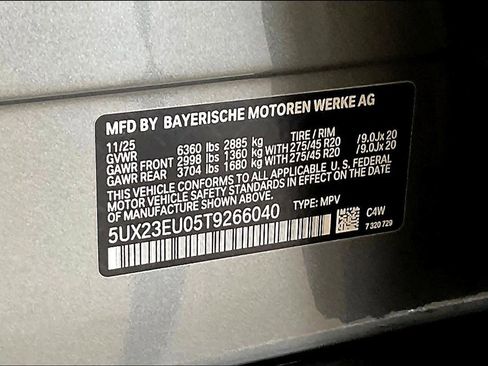 MFD BY BAYERISCHE MOTOREN WERKE AG
11/25 TIRE / RIM
GVWR 6360 lbs 2885 kg
GAWR FRONT 2998 lbs 1360 kg WITH 275/45 R20 /9.0Jx 20
GAWR REAR 3704 lbs 1680 kg WITH 275/45 R20 /9.0Jx 20
THIS VEHICLE CONFORMS TO ALL APPLICABLE U. S. FEDERAL
MOTOR VEHICLE SAFETY STANDARDS IN EFFECT ON THE DATE
OF MANUFACTURE SHOWN ABOVE.
5UX23EU05T9266040 TYPE: MPV
C4W
7 320 729